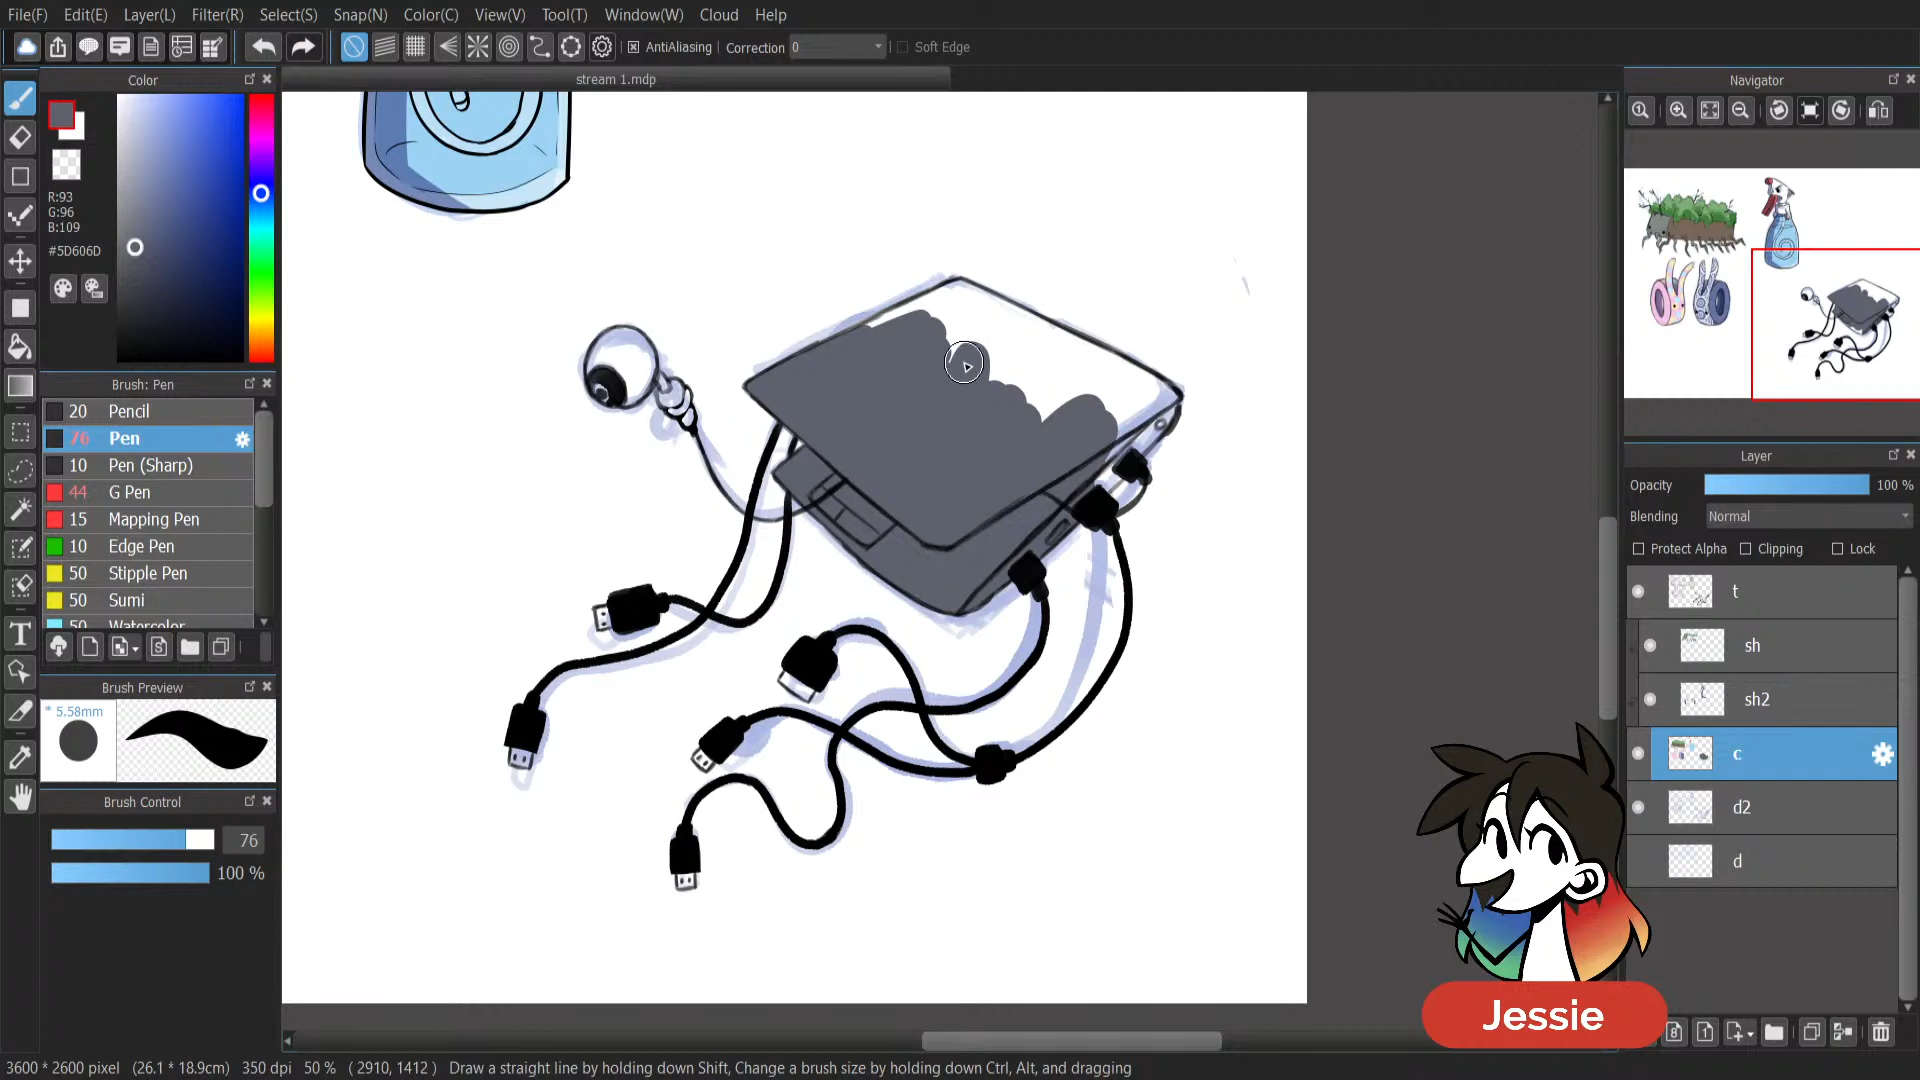 File(F) Edit(E) Layer(L) Filter(R) Select(S) Snap(N) Color(C) View(V) Tool(T) Window(W) Cloud Help
AntiAliasing Correction 0 Soft Edge
Color
stream 1.mdp
Navigator
R:93
G:96
B:109
#5D606D
Brush: Pen
20 Pencil
76 Pen
10 Pen (Sharp)
44 G Pen
15 Mapping Pen
10 Edge Pen
50 Stipple Pen
50 Sumi
50 Watercolor
Brush Preview
* 5.58mm
Brush Control
76
100 %
Layer
Opacity 100 %
Blending Normal
Protect Alpha Clipping Lock
t
sh
sh2
c
d2
d
Jessie
3600 * 2600 pixel (26.1 * 18.9cm) 350 dpi 50 % ( 2910, 1412 ) Draw a straight line by holding down Shift, Change a brush size by holding down Ctrl, Alt, and dragging